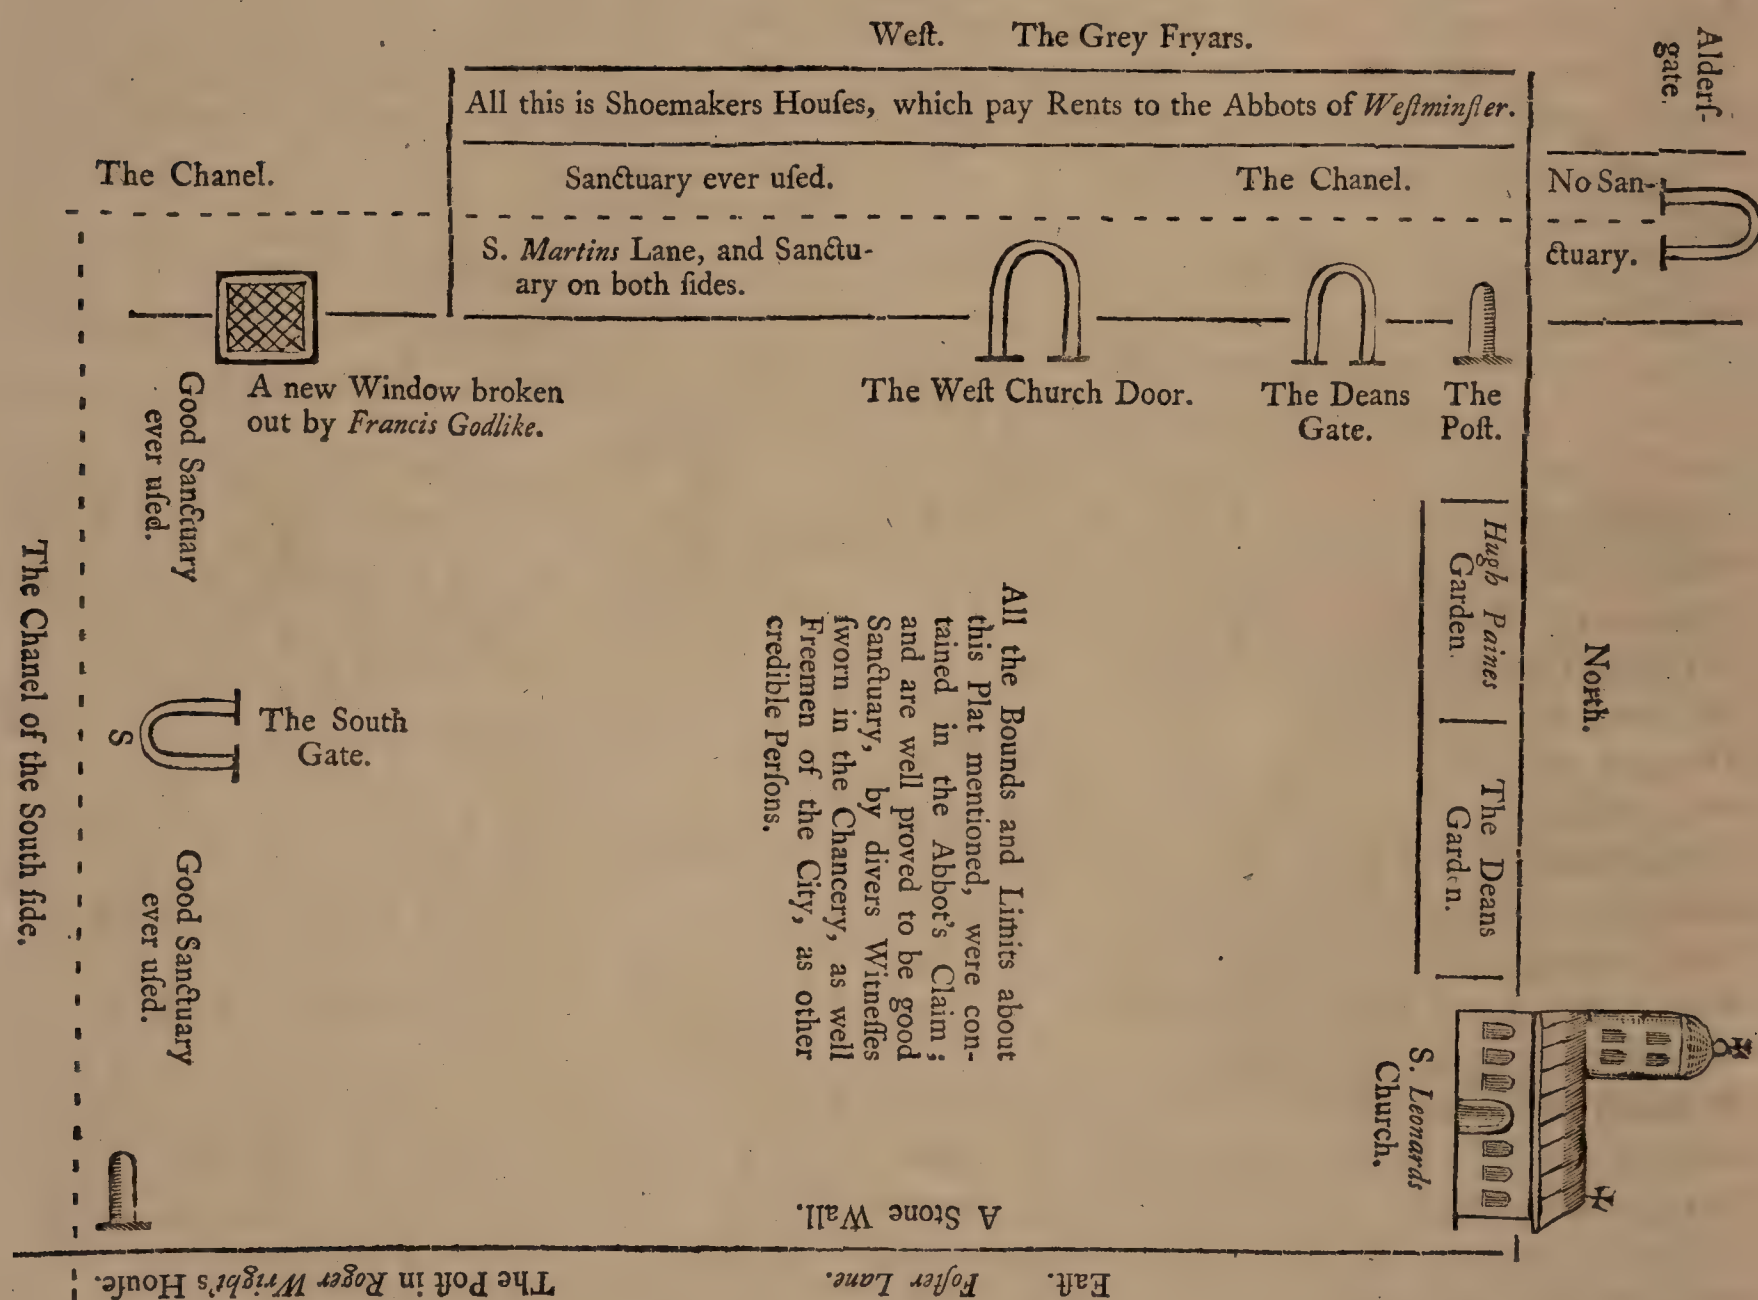 Weſt. The Grey Fryars.
Alderſ-
gate.
All this is Shoemakers Houſes, which pay Rents to the Abbots of Weſtminſter.
The Chanel.
Sanctuary ever uſed.
The Chanel.
No San-
ctuary.
S. Martins Lane, and Sanctu-
ary on both ſides.
A new Window broken
out by Francis Godlike.
The Weſt Church Door.
The Deans
Gate.
The
Poſt.
Good Sanctuary
ever uſed.
Hugh Paines
Garden.
North.
The Chanel of the South ſide.
S
The South
Gate.
All the Bounds and Limits about
this Plat mentioned, were con-
tained in the Abbot's Claim;
and are well proved to be good
Sanctuary, by divers Witneſſes
ſworn in the Chancery, as well
Freemen of the City, as other
credible Perſons.
The Deans
Garden.
Good Sanctuary
ever uſed.
S. Leonards
Church.
A Stone Wall.
Eaſt. Foſter Lane.
The Poſt in Roger Wright's Houſe.